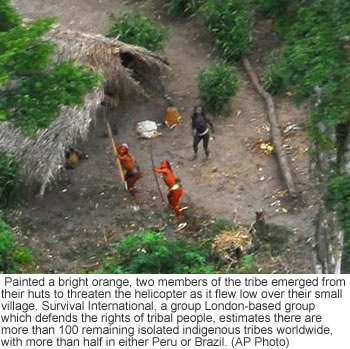 Painted a bright orange, two members of the tribe emerged from
their huts to threaten the helicopter as it flew low over their small
village. Survival International, a group London-based group
which defends the rights of tribal people, estimates there are
more than 100 remaining isolated indigenous tribes worldwide,
with more than half in either Peru or Brazil. (AP Photo)